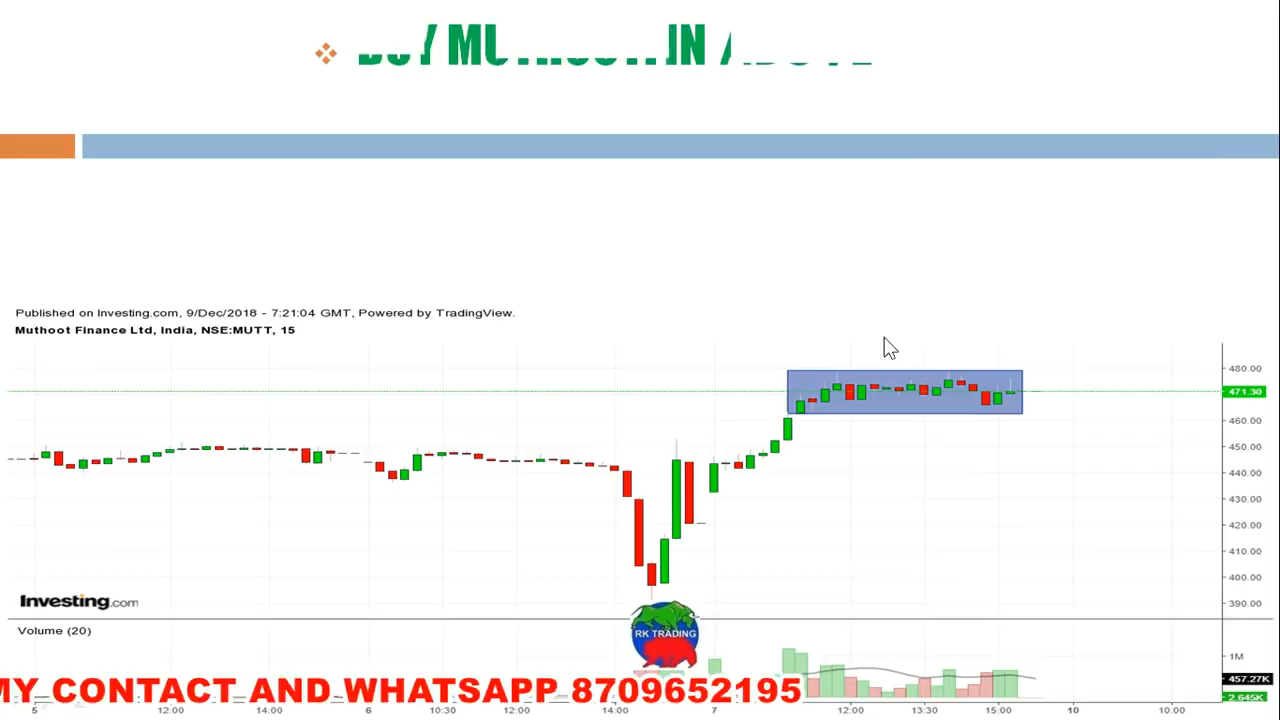 Published on Investing.com, 9/Dec/2018 - 7:21:04 GMT, Powered by TradingView.
Muthoot Finance Ltd, India, NSE:MUTT, 15
480.00
471.30
460.00
450.00
440.00
430.00
420.00
410.00
400.00
390.00
Investing.com
RK TRADING
Volume (20)
1M
457.27K
2.645K
MY CONTACT AND WHATSAPP 8709652195
5 12:00 14:00 6 10:30 12:00 14:00 7 12:00 13:30 15:00 10 10:00